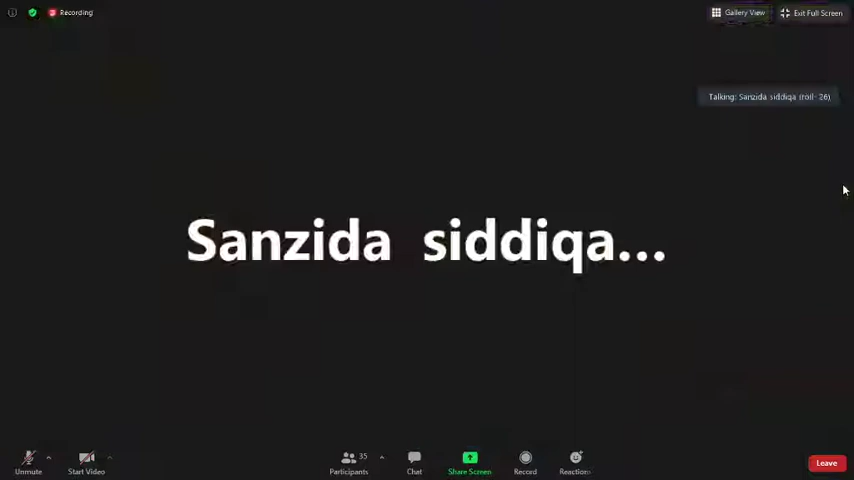 Recording
Gallery View
Exit Full Screen
Talking: Sanzida siddiqa (roll- 26)
Sanzida siddiqa...
Unmute
Start Video
35
Participants
Chat
Share Screen
Record
Reactions
Leave